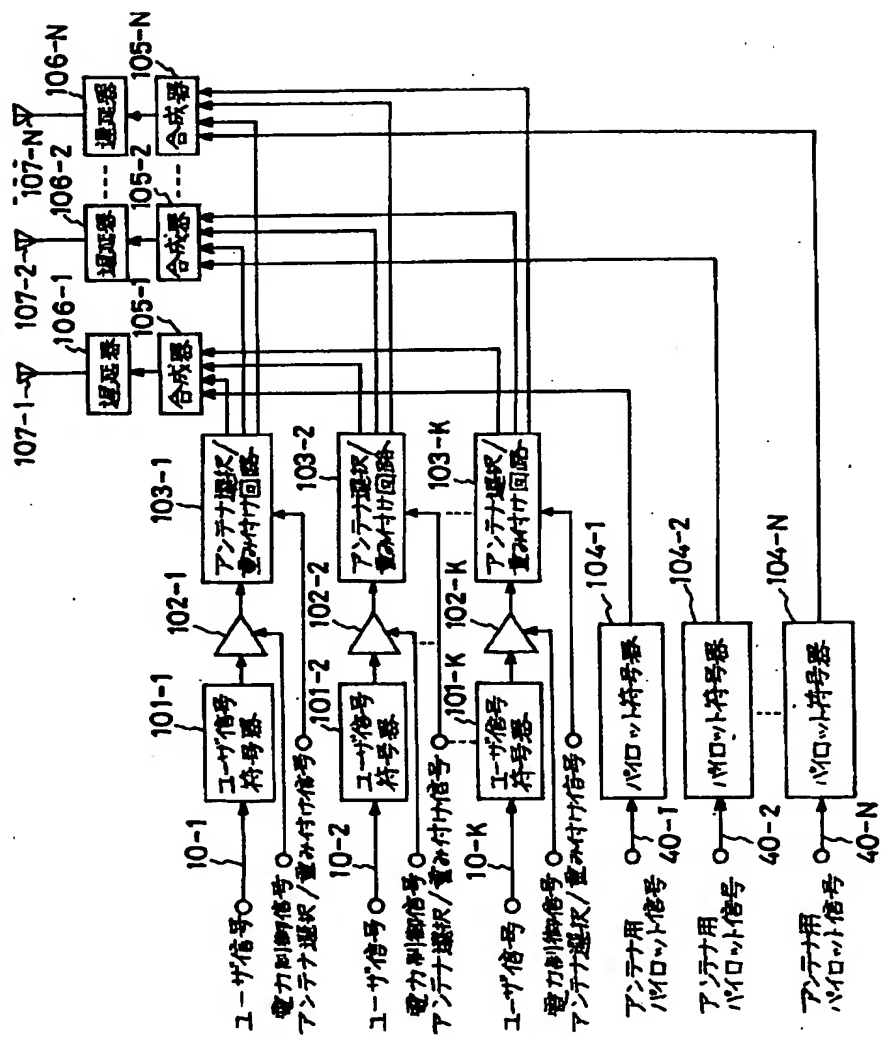 107-1
107-2
107-N
106-1
106-2
106-N
遅延器
遅延器
遅延器
105-1
105-2
105-N
合成器
合成器
合成器
ユーザ信号
10-1
101-1
ユーザ信号
符号器
102-1
103-1
アンテナ選択/
重み付け回路
電力制御信号
アンテナ選択/重み付け信号
ユーザ信号
10-2
101-2
ユーザ信号
符号器
102-2
103-2
アンテナ選択/
重み付け回路
電力制御信号
アンテナ選択/重み付け信号
ユーザ信号
10-K
101-K
ユーザ信号
符号器
102-K
103-K
アンテナ選択/
重み付け回路
電力制御信号
アンテナ選択/重み付け信号
アンテナ用
パイロット信号
40-1
パイロット符号器
104-1
アンテナ用
パイロット信号
40-2
パイロット符号器
104-2
アンテナ用
パイロット信号
40-N
パイロット符号器
104-N